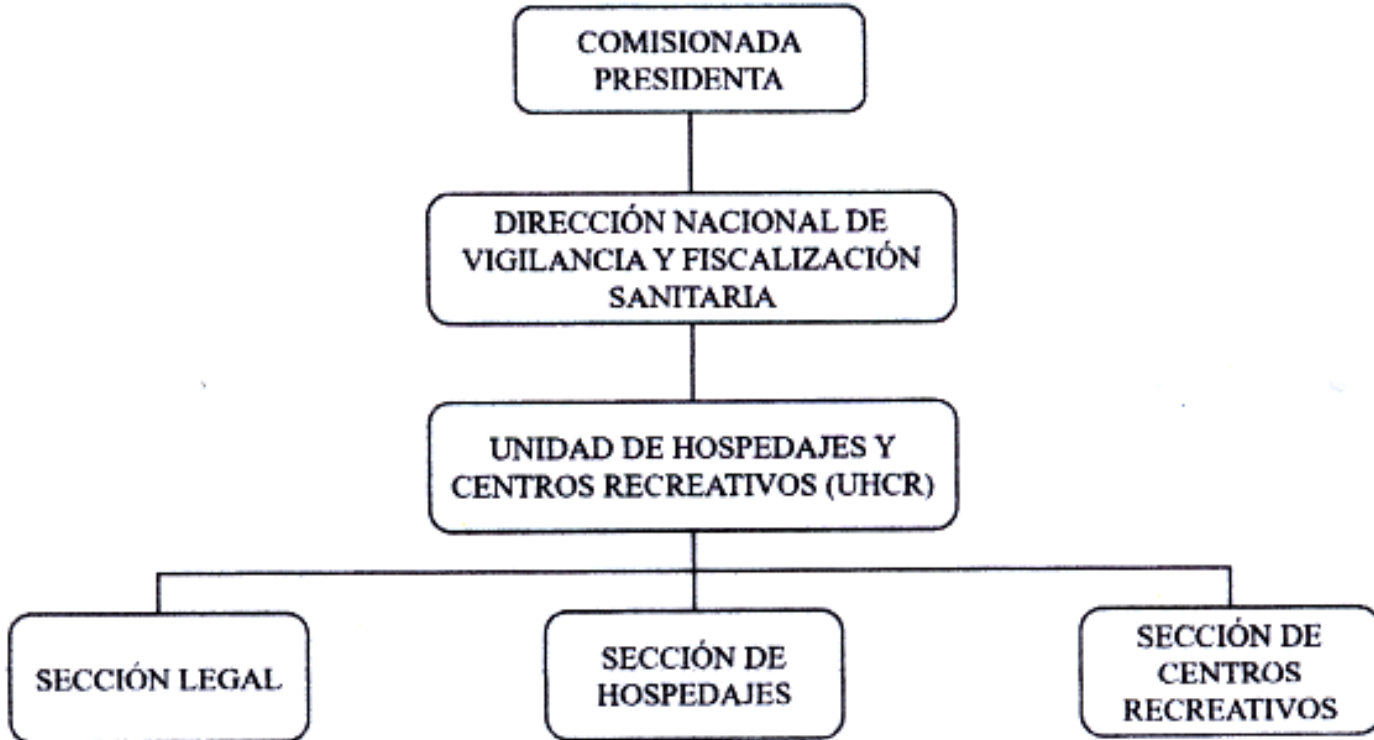 COMISIONADA
PRESIDENTA
DIRECCIÓN NACIONAL DE
VIGILANCIA Y FISCALIZACIÓN
SANITARIA
UNIDAD DE HOSPEDAJES Y
CENTROS RECREATIVOS (UHCR)
SECCIÓN LEGAL
SECCIÓN DE
HOSPEDAJES
SECCIÓN DE
CENTROS
RECREATIVOS